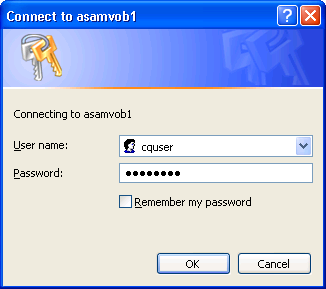 Connect to asamvob1
Connecting to asamvob1
User name: cquser
Password: ••••••••
Remember my password
OK Cancel